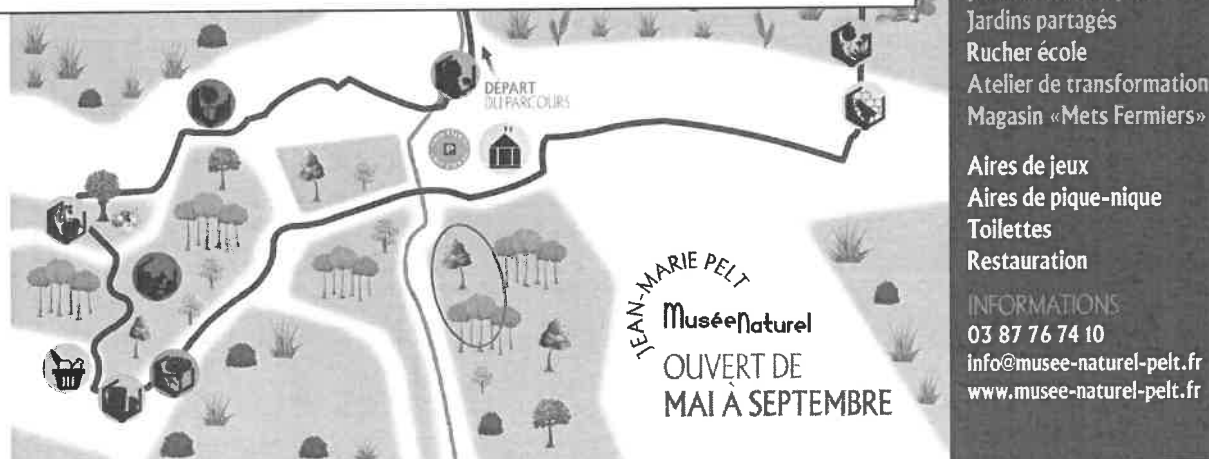 DÉPART
DU PARCOURS
JEAN-MARIE PELT
MuséeNaturel
OUVERT DE
MAI À SEPTEMBRE
Jardins partagés
Rucher école
Atelier de transformation
Magasin «Mets Fermiers»
Aires de jeux
Aires de pique-nique
Toilettes
Restauration
INFORMATIONS
03 87 76 74 10
info@musee-naturel-pelt.fr
www.musee-naturel-pelt.fr